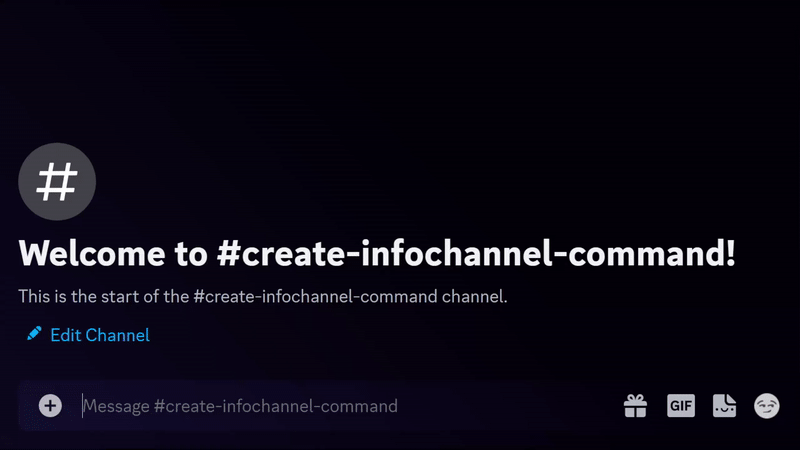 #
Welcome to #create-infochannel-command!
This is the start of the #create-infochannel-command channel.
Edit Channel
Message #create-infochannel-command
GIF